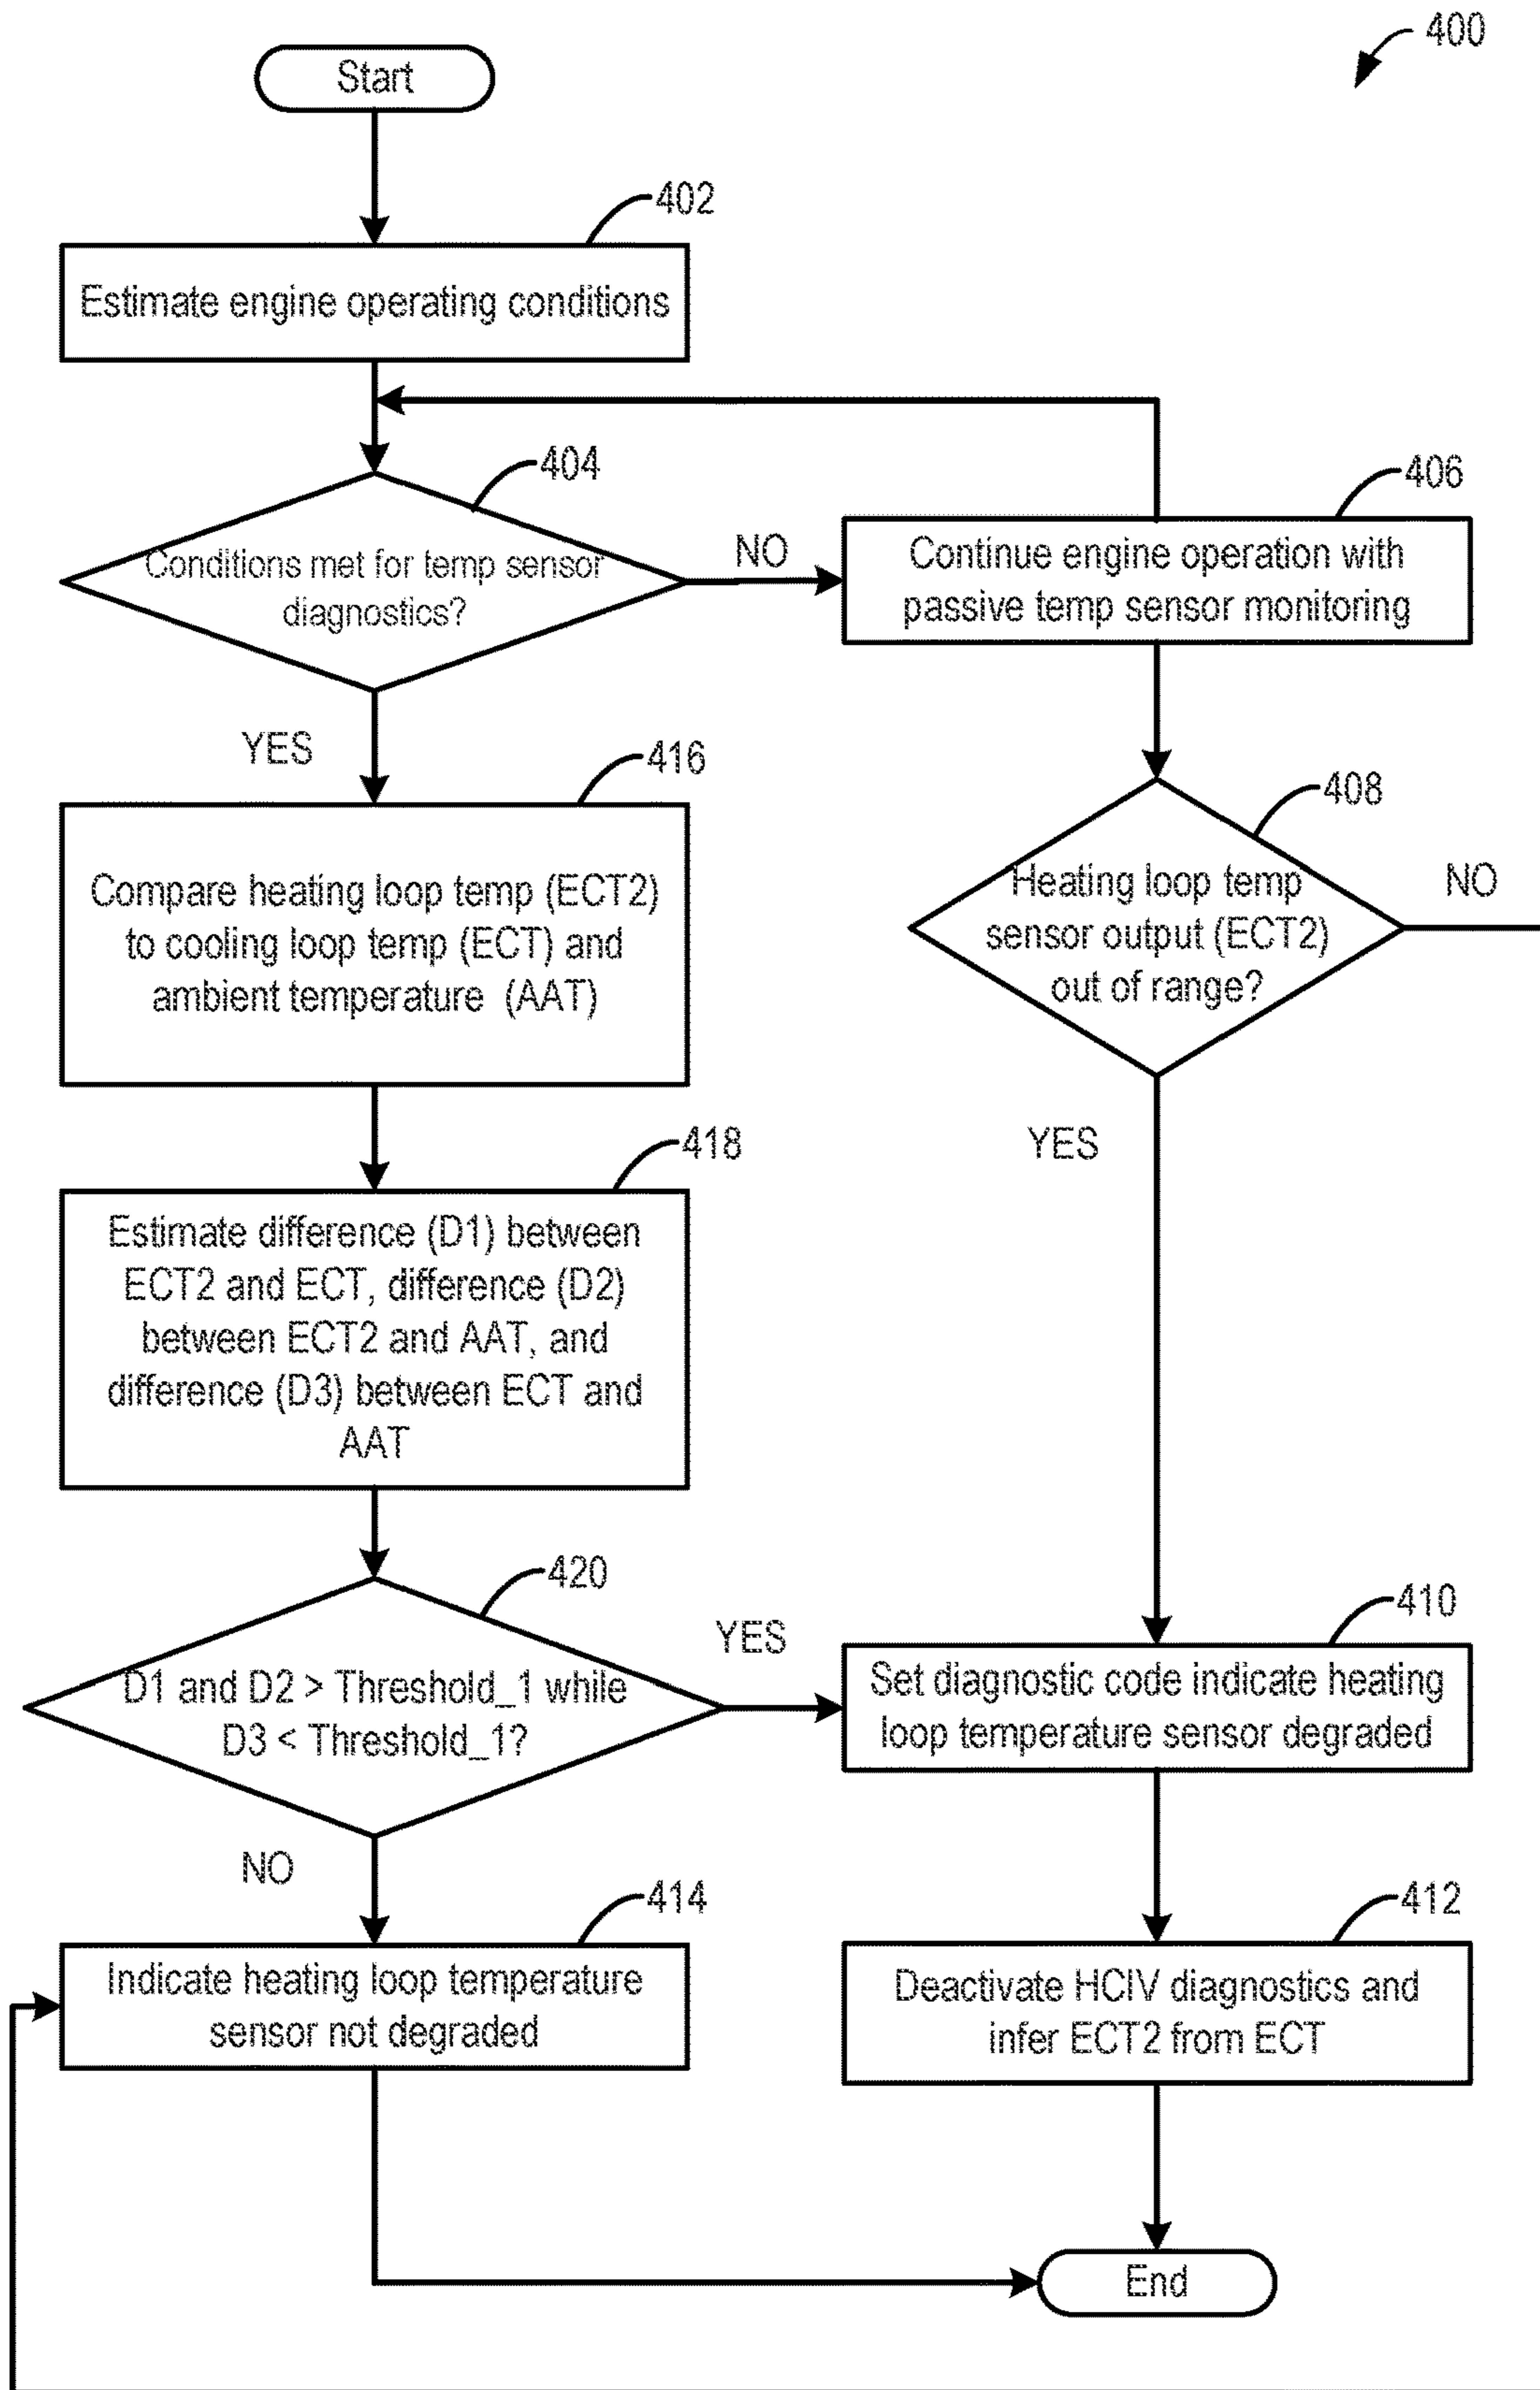 400
Start
402
Estimate engine operating conditions
404
Conditions met for temp sensor
diagnostics?
NO
406
Continue engine operation with
passive temp sensor monitoring
YES
416
Compare heating loop temp (ECT2)
to cooling loop temp (ECT) and
ambient temperature (AAT)
408
Heating loop temp
sensor output (ECT2)
out of range?
NO
YES
418
Estimate difference (D1) between
ECT2 and ECT, difference (D2)
between ECT2 and AAT, and
difference (D3) between ECT and
AAT
420
D1 and D2 > Threshold_1 while
D3 < Threshold_1?
YES
410
Set diagnostic code indicate heating
loop temperature sensor degraded
NO
414
Indicate heating loop temperature
sensor not degraded
412
Deactivate HCIV diagnostics and
infer ECT2 from ECT
End